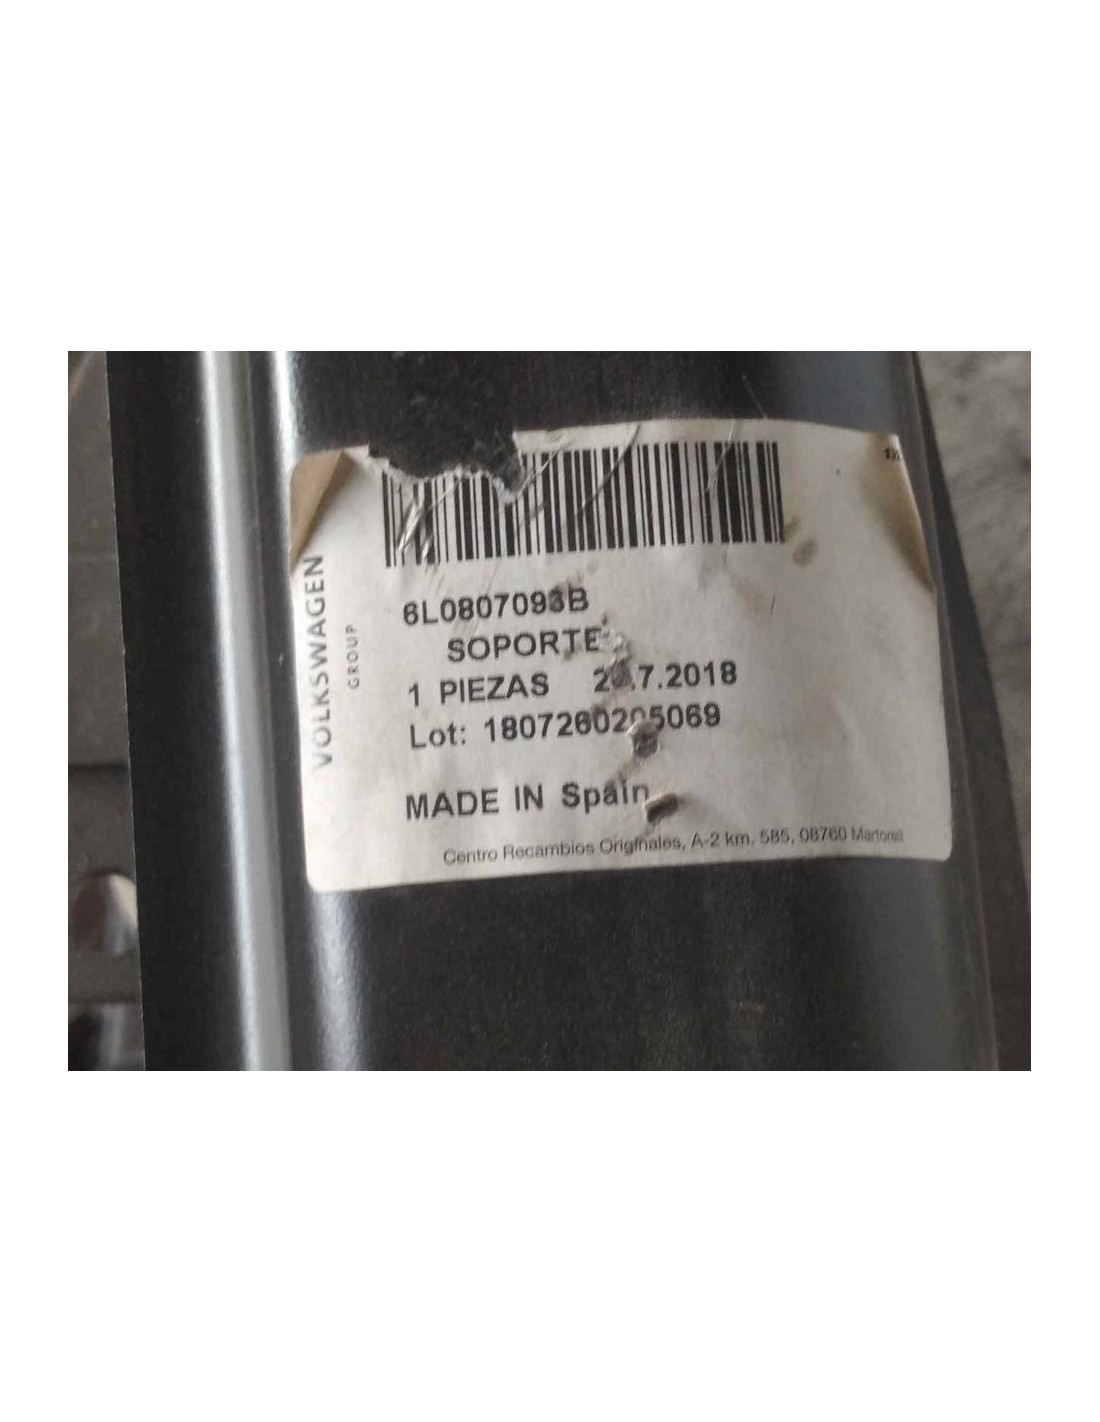 VOLKSWAGEN
GROUP
6L0807093B
SOPORTE
1 PIEZAS
Lot:
MADE IN Spain
Centro Recambios Originales, A-2 km. 585, 08760 Martorell